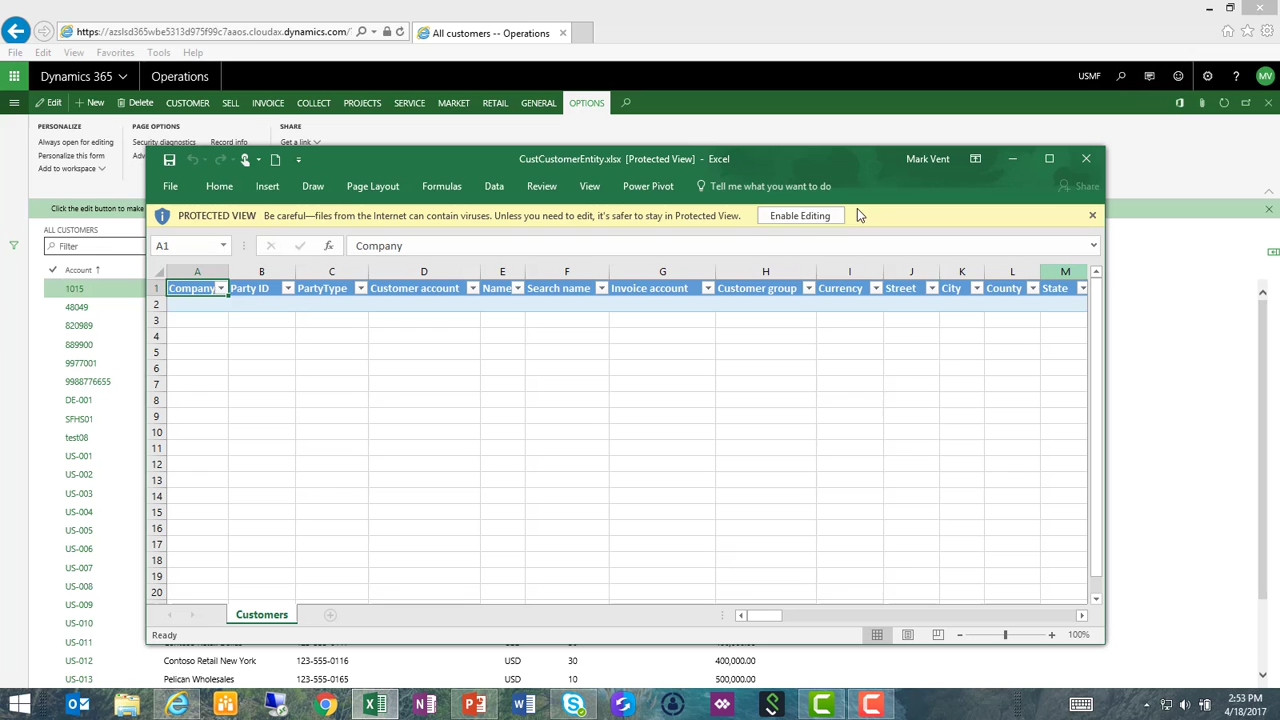 https://azslsd365wbe5313d975f99c7aaos.cloudax.dynamics.com/
All customers -- Operations
File Edit View Favorites Tools Help
Dynamics 365 Operations USMF ? MV
Edit + New Delete CUSTOMER SELL INVOICE COLLECT PROJECTS SERVICE MARKET RETAIL GENERAL OPTIONS
PERSONALIZE PAGE OPTIONS SHARE
Always open for editing Security diagnostics Record info Get a link
Personalize this form
Add to workspace
CustCustomerEntity.xlsx [Protected View] - Excel Mark Vent
File Home Insert Draw Page Layout Formulas Data Review View Power Pivot Tell me what you want to do Share
Click the edit button to make
PROTECTED VIEW Be careful—files from the Internet can contain viruses. Unless you need to edit, it's safer to stay in Protected View. Enable Editing
ALL CUSTOMERS
Filter
A1 fx Company
Account
A B C D E F G H I J K L M
1 Company Party ID PartyType Customer account Name Search name Invoice account Customer group Currency Street City County State
2
3
4
5
6
7
8
9
10
11
12
13
14
15
16
17
18
19
20
1015
48049
820989
889900
9977001
9988776655
DE-001
SFHS01
test08
US-001
US-002
US-003
US-004
US-005
US-006
US-007
US-008
US-009
US-010
Customers
Ready 100%
US-011
US-012 Contoso Retail New York 123-555-0116 USD 30 400,000.00
US-013 Pelican Wholesales 123-555-0165 USD 10 500,000.00
2:53 PM
4/18/2017